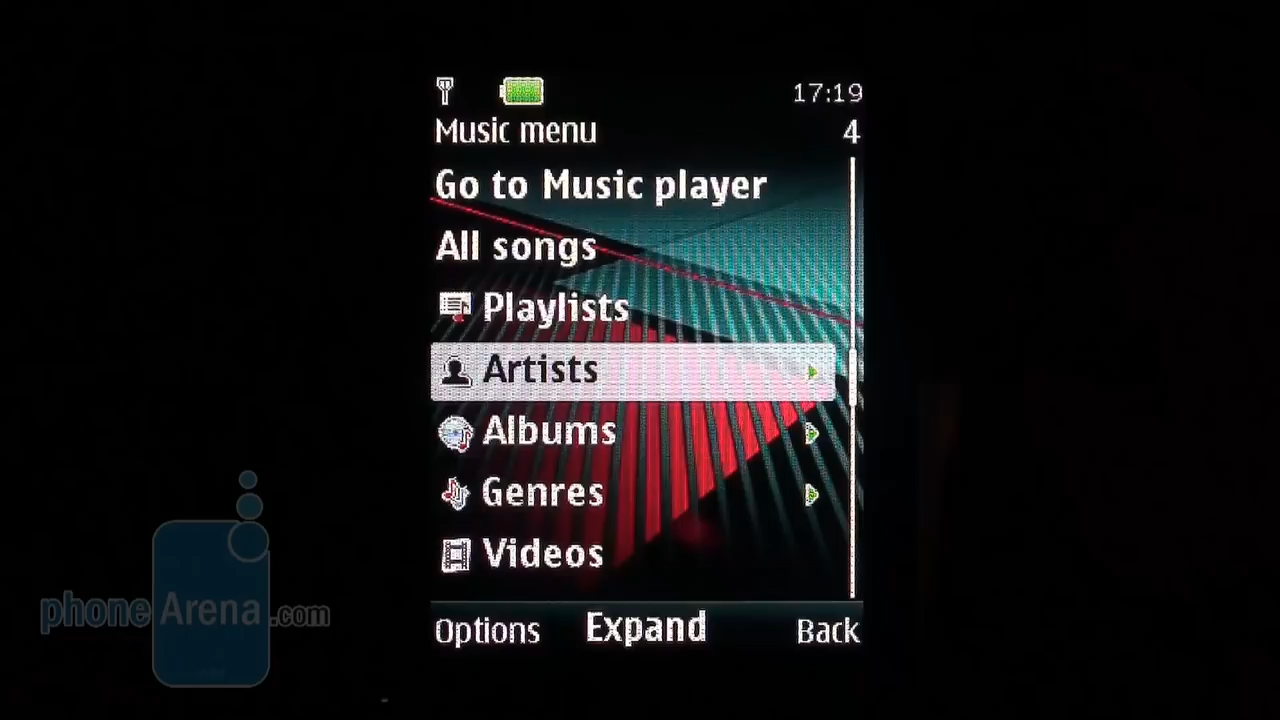 17:19
Music menu 4
Go to Music player
All songs
Playlists
Artists
Albums
Genres
Videos
Options Expand Back
phoneArena.com